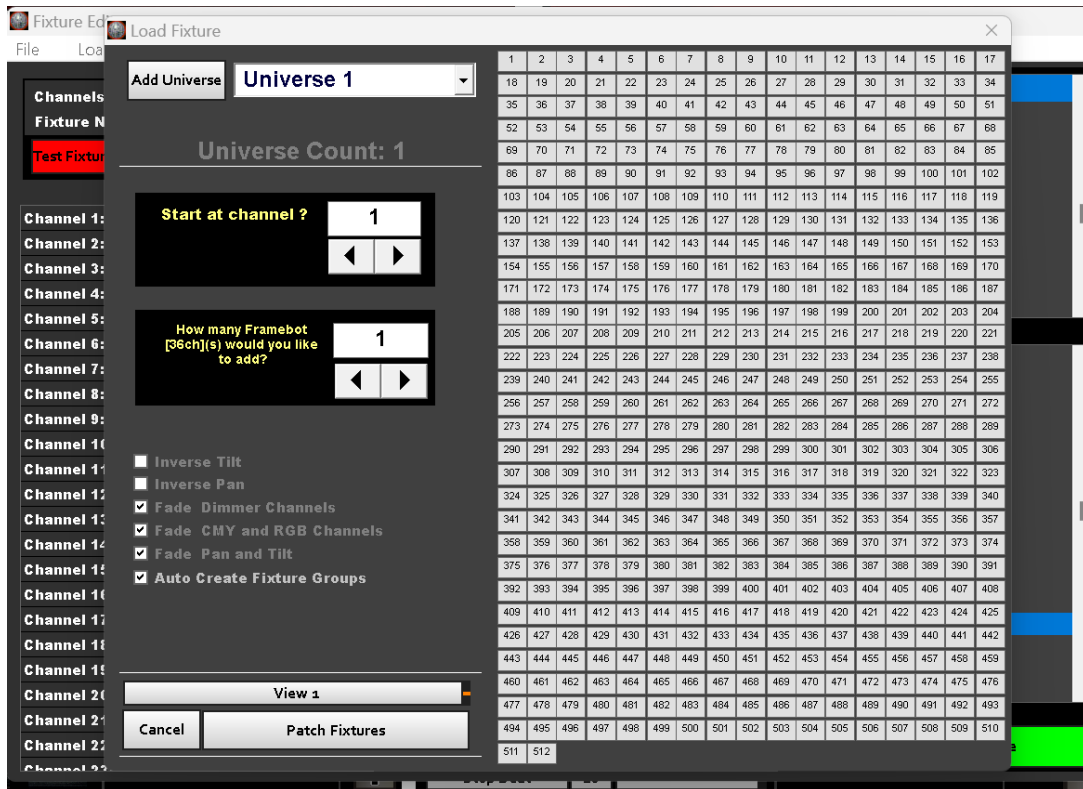 Fixture Ed
Load Fixture
File Loa
Add Universe
Universe 1
Channels
Fixture N
Test Fixtur
Universe Count: 1
Start at channel ?
1
How many Framebot
[36ch](s) would you like
to add?
1
Inverse Tilt
Inverse Pan
Fade Dimmer Channels
Fade CMY and RGB Channels
Fade Pan and Tilt
Auto Create Fixture Groups
View 1
Cancel
Patch Fixtures
Channel 1:
Channel 2:
Channel 3:
Channel 4:
Channel 5:
Channel 6:
Channel 7:
Channel 8:
Channel 9:
Channel 10
Channel 11
Channel 12
Channel 13
Channel 14
Channel 15
Channel 16
Channel 17
Channel 18
Channel 19
Channel 20
Channel 21
Channel 22
1 2 3 4 5 6 7 8 9 10 11 12 13 14 15 16 17
18 19 20 21 22 23 24 25 26 27 28 29 30 31 32 33 34
35 36 37 38 39 40 41 42 43 44 45 46 47 48 49 50 51
52 53 54 55 56 57 58 59 60 61 62 63 64 65 66 67 68
69 70 71 72 73 74 75 76 77 78 79 80 81 82 83 84 85
86 87 88 89 90 91 92 93 94 95 96 97 98 99 100 101 102
103 104 105 106 107 108 109 110 111 112 113 114 115 116 117 118 119
120 121 122 123 124 125 126 127 128 129 130 131 132 133 134 135 136
137 138 139 140 141 142 143 144 145 146 147 148 149 150 151 152 153
154 155 156 157 158 159 160 161 162 163 164 165 166 167 168 169 170
171 172 173 174 175 176 177 178 179 180 181 182 183 184 185 186 187
188 189 190 191 192 193 194 195 196 197 198 199 200 201 202 203 204
205 206 207 208 209 210 211 212 213 214 215 216 217 218 219 220 221
222 223 224 225 226 227 228 229 230 231 232 233 234 235 236 237 238
239 240 241 242 243 244 245 246 247 248 249 250 251 252 253 254 255
256 257 258 259 260 261 262 263 264 265 266 267 268 269 270 271 272
273 274 275 276 277 278 279 280 281 282 283 284 285 286 287 288 289
290 291 292 293 294 295 296 297 298 299 300 301 302 303 304 305 306
307 308 309 310 311 312 313 314 315 316 317 318 319 320 321 322 323
324 325 326 327 328 329 330 331 332 333 334 335 336 337 338 339 340
341 342 343 344 345 346 347 348 349 350 351 352 353 354 355 356 357
358 359 360 361 362 363 364 365 366 367 368 369 370 371 372 373 374
375 376 377 378 379 380 381 382 383 384 385 386 387 388 389 390 391
392 393 394 395 396 397 398 399 400 401 402 403 404 405 406 407 408
409 410 411 412 413 414 415 416 417 418 419 420 421 422 423 424 425
426 427 428 429 430 431 432 433 434 435 436 437 438 439 440 441 442
443 444 445 446 447 448 449 450 451 452 453 454 455 456 457 458 459
460 461 462 463 464 465 466 467 468 469 470 471 472 473 474 475 476
477 478 479 480 481 482 483 484 485 486 487 488 489 490 491 492 493
494 495 496 497 498 499 500 501 502 503 504 505 506 507 508 509 510
511 512